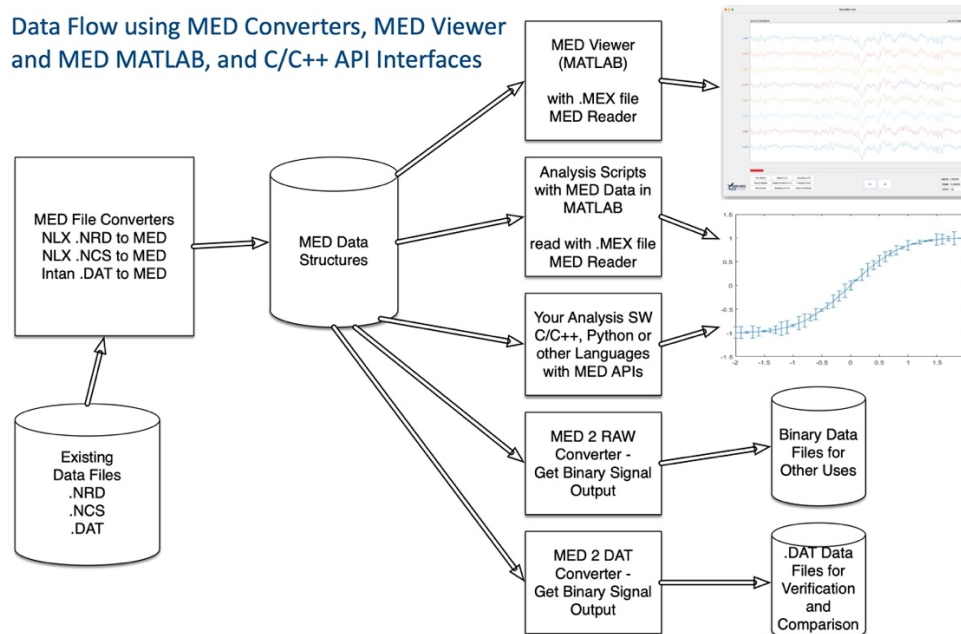 Data Flow using MED Converters, MED Viewer
and MED MATLAB, and C/C++ API Interfaces
MED File Converters
NLX .NRD to MED
NLX .NCS to MED
Intan .DAT to MED
Existing
Data Files
.NRD
.NCS
.DAT
MED Data
Structures
MED Viewer
(MATLAB)
with .MEX file
MED Reader
Analysis Scripts
with MED Data in
MATLAB
read with .MEX file
MED Reader
Your Analysis SW
C/C++, Python or
other Languages
with MED APIs
MED 2 RAW
Converter -
Get Binary Signal
Output
MED 2 DAT
Converter -
Get Binary Signal
Output
1.5
1
0.5
0
-0.5
-1
-1.5
-2 -1.5 -1 -0.5 0 0.5 1 1.5
Binary Data
Files for
Other Uses
.DAT Data
Files for
Verification
and
Comparison